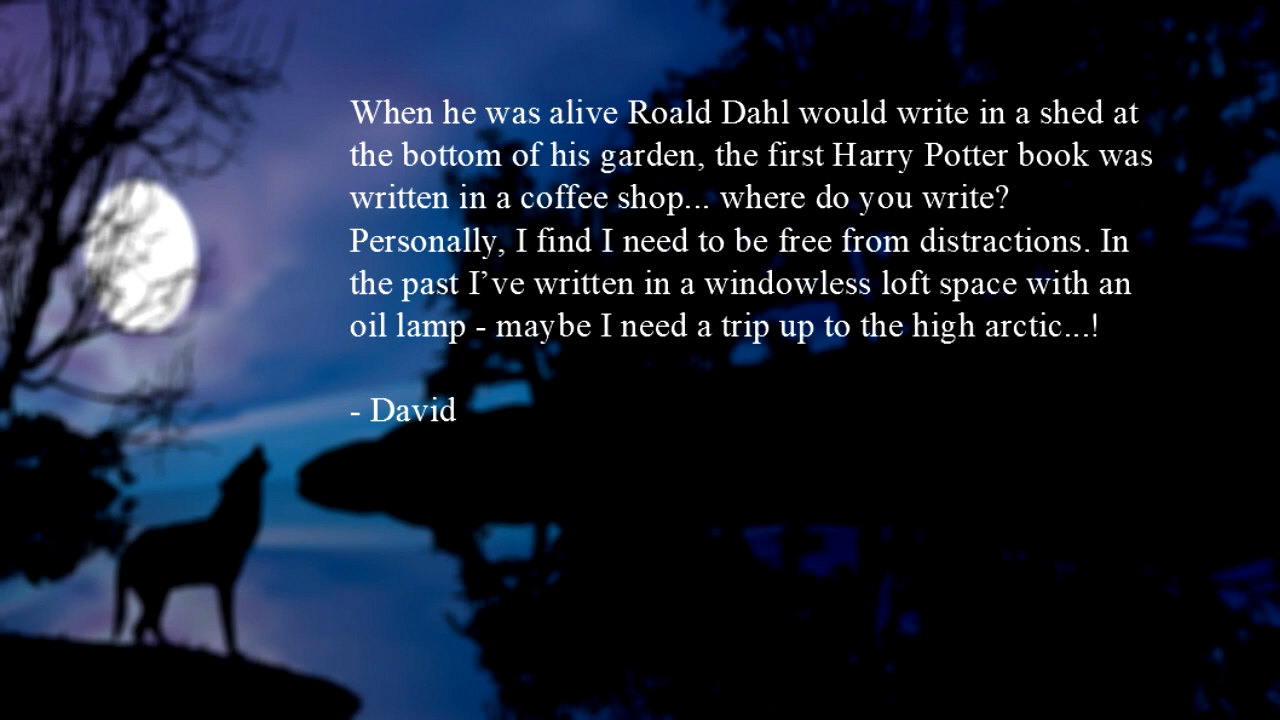 When he was alive Roald Dahl would write in a shed at
the bottom of his garden, the first Harry Potter book was
written in a coffee shop... where do you write?
Personally, I find I need to be free from distractions. In
the past I’ve written in a windowless loft space with an
oil lamp - maybe I need a trip up to the high arctic...!
- David